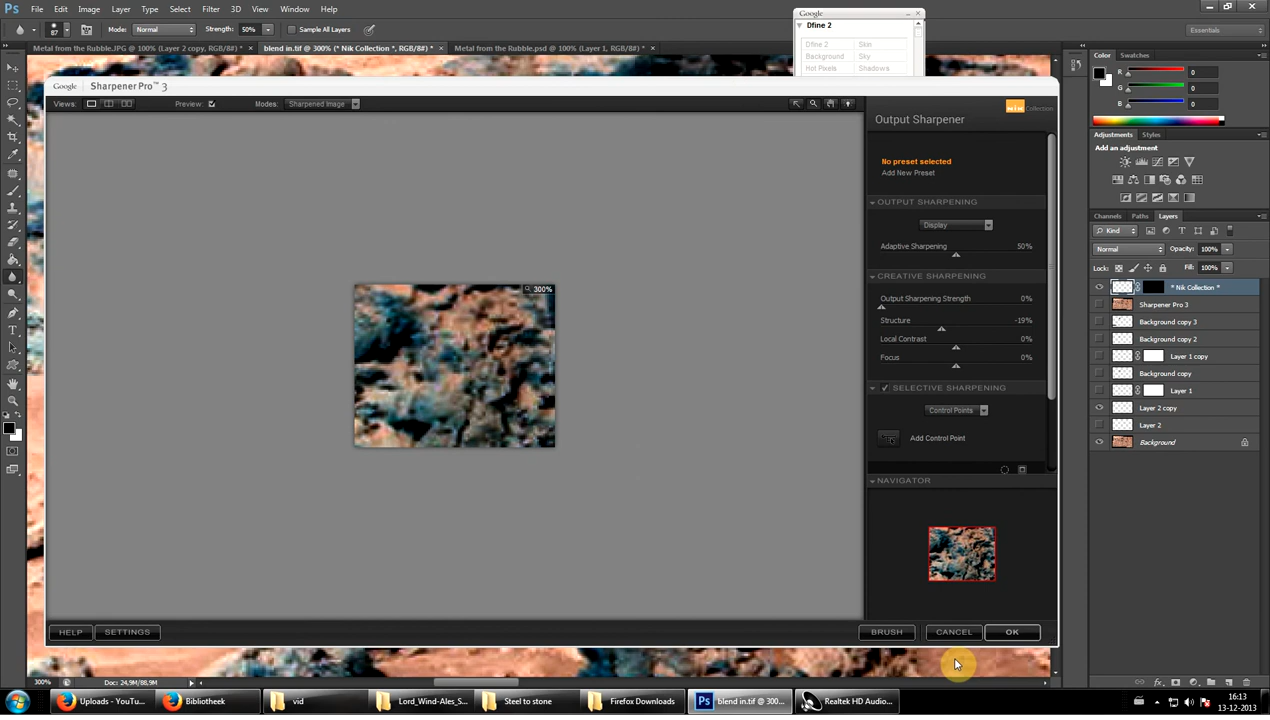 Ps File Edit Image Layer Type Select Filter 3D View Window Help
87 Mode: Normal Strength: 50% Sample All Layers Essentials
Metal from the Rubble.JPG @ 300% (Layer 2 copy, RGB/8#) * × blend in.tif @ 300% (* Nik Collection *, RGB/8#) * × Metal from the Rubble.psd @ 100% (Layer 1, RGB/8#) * ×
Google
Dfine 2
Dfine 2 Skin
Background Sky
Hot Pixels Shadows
Google Sharpener Pro™ 3
Views: Preview: Modes: Sharpened Image
Collection
Output Sharpener
No preset selected
Add New Preset
OUTPUT SHARPENING
Display
Adaptive Sharpening 50%
CREATIVE SHARPENING
Output Sharpening Strength 0%
Structure -19%
Local Contrast 0%
Focus 0%
SELECTIVE SHARPENING
Control Points
Add Control Point
NAVIGATOR
300%
HELP SETTINGS BRUSH CANCEL OK
Color Swatches
R 0
G 0
B 0
Adjustments Styles
Add an adjustment
Channels Paths Layers
Kind
Normal Opacity: 100%
Lock: Fill: 100%
* Nik Collection *
Sharpener Pro 3
Background copy 3
Background copy 2
Layer 1 copy
Background copy
Layer 1
Layer 2 copy
Layer 2
Background
300% Doc: 24,9M/88,9M
Uploads - YouTu... Bibliotheek vid Lord_Wind-Ales_S... Steel to stone Firefox Downloads Ps blend in.tif @ 300... Realtek HD Audio...
16:13
13-12-2013